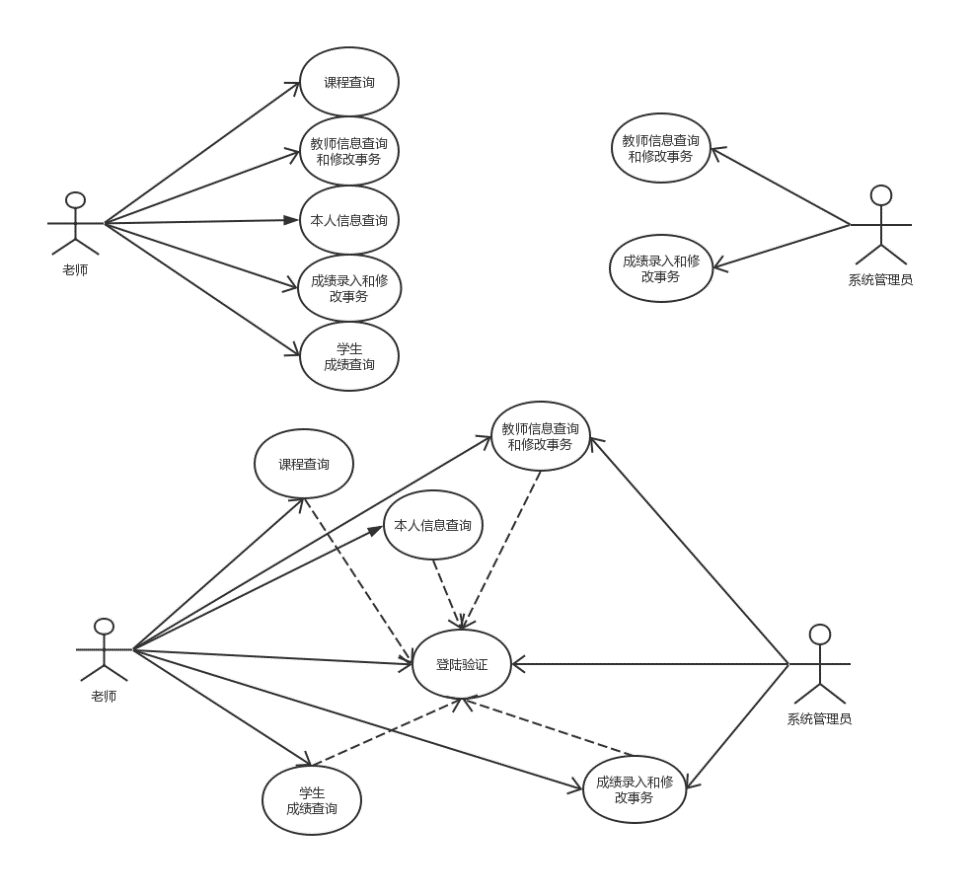 课程查询
教师信息查询
和修改事务
本人信息查询
成绩录入和修
改事务
学生
成绩查询
老师
教师信息查询
和修改事务
成绩录入和修
改事务
系统管理员
教师信息查询
和修改事务
课程查询
本人信息查询
登陆验证
老师
系统管理员
学生
成绩查询
成绩录入和修
改事务